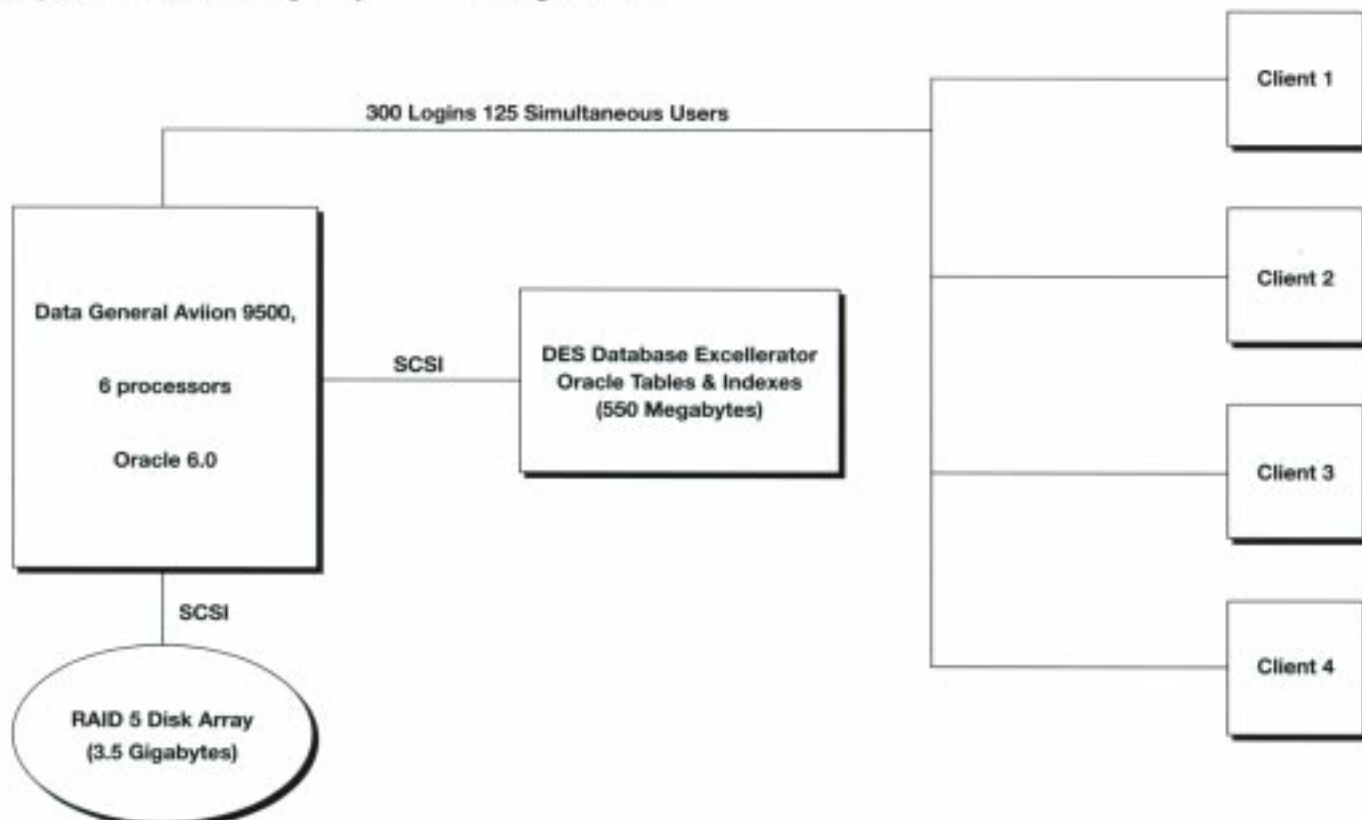 300 Logins 125 Simultaneous Users
Client 1
Client 2
Client 3
Client 4
Data General Aviion 9500,
6 processors
Oracle 6.0
SCSI
DES Database Excellerator
Oracle Tables & Indexes
(550 Megabytes)
SCSI
RAID 5 Disk Array
(3.5 Gigabytes)